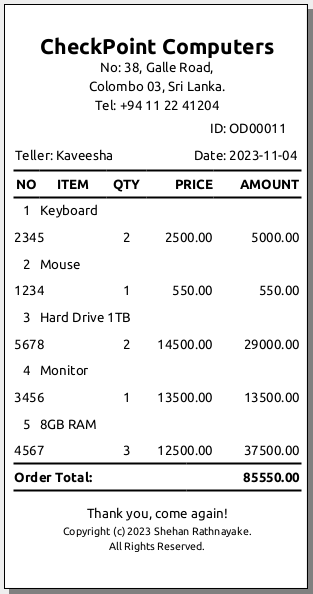 CheckPoint Computers
No: 38, Galle Road,
Colombo 03, Sri Lanka.
Tel: +94 11 22 41204
ID: OD00011
Teller: Kaveesha Date: 2023-11-04
NO ITEM QTY PRICE AMOUNT
1 Keyboard
2345 2 2500.00 5000.00
2 Mouse
1234 1 550.00 550.00
3 Hard Drive 1TB
5678 2 14500.00 29000.00
4 Monitor
3456 1 13500.00 13500.00
5 8GB RAM
4567 3 12500.00 37500.00
Order Total: 85550.00
Thank you, come again!
Copyright (c) 2023 Shehan Rathnayake.
All Rights Reserved.